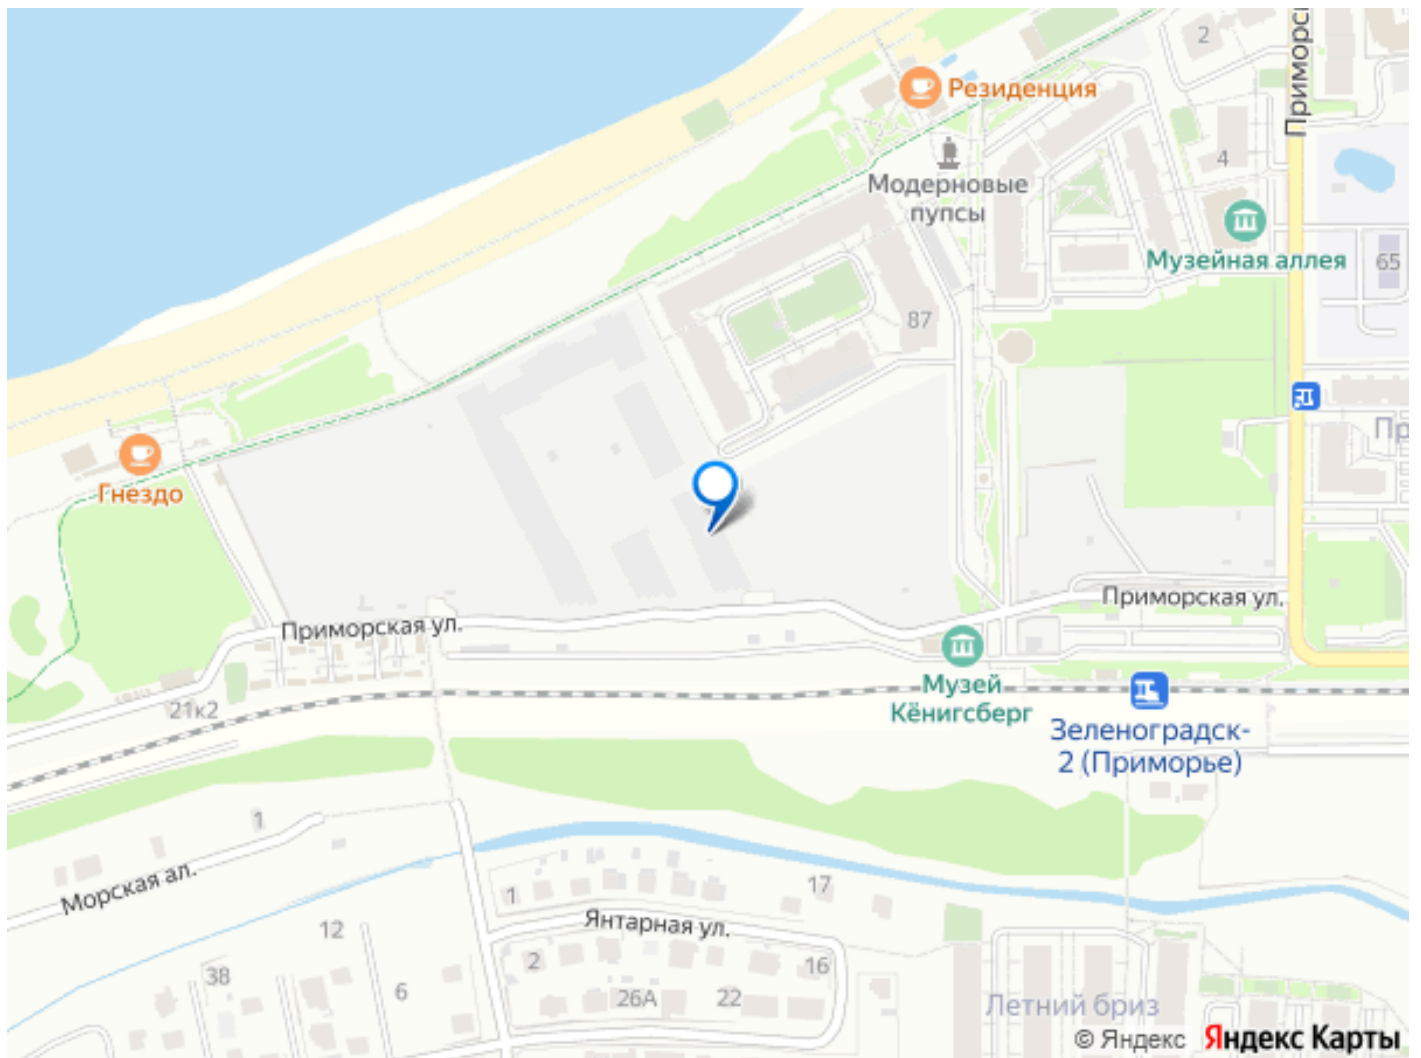 2
Приморс
Резиденция
4
Модерновые
пупсы
Музейная аллея
65
87
Пр
Гнездо
Приморская ул.
Приморская ул.
Музей
Кёнигсберг
21к2
Зеленоградск-
2 (Приморье)
1
Морская ал.
1
17
Янтарная ул.
12
2
16
38
6
26А
22
Летний бриз
© Яндекс Яндекс Карты